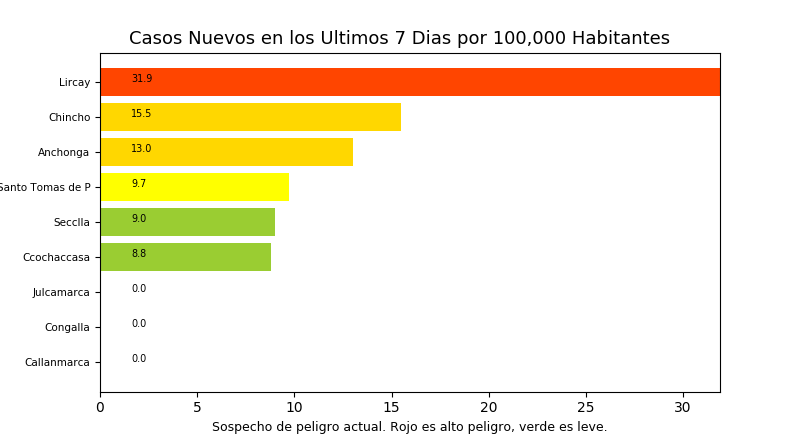 Casos Nuevos en los Ultimos 7 Dias por 100,000 Habitantes
Lircay 31.9
Chincho 15.5
Anchonga 13.0
Santo Tomas de P 9.7
Secclla 9.0
Ccochaccasa 8.8
Julcamarca 0.0
Congalla 0.0
Callanmarca 0.0
0 5 10 15 20 25 30
Sospecho de peligro actual. Rojo es alto peligro, verde es leve.